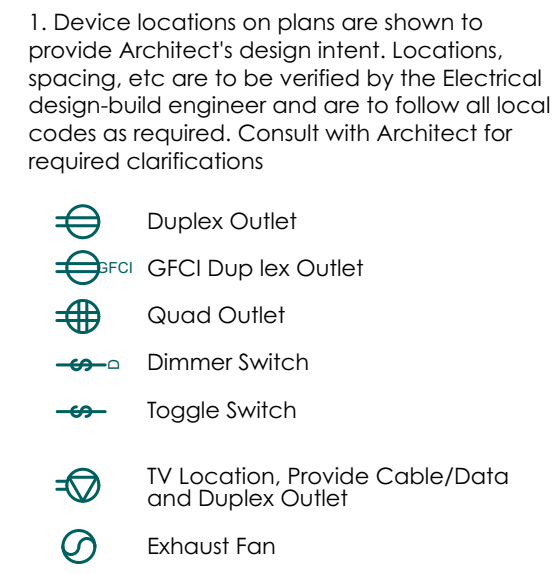 1. Device locations on plans are shown to
provide Architect's design intent. Locations,
spacing, etc are to be verified by the Electrical
design-build engineer and are to follow all local
codes as required. Consult with Architect for
required clarifications
Duplex Outlet
GFCI GFCI Dup lex Outlet
Quad Outlet
$ D Dimmer Switch
$ Toggle Switch
TV Location, Provide Cable/Data
and Duplex Outlet
Exhaust Fan